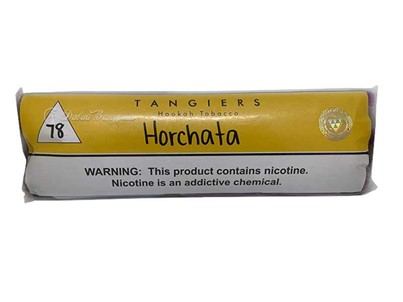 TANGIERS
Hookah Tobacco
78
Horchata
WARNING: This product contains nicotine.
Nicotine is an addictive chemical.